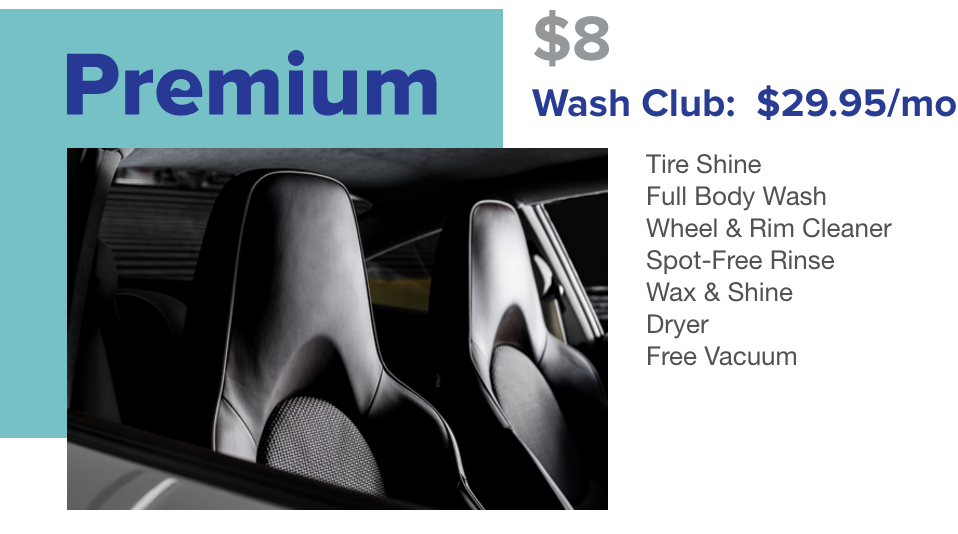 Premium
$8
Wash Club: $29.95/mo
Tire Shine
Full Body Wash
Wheel & Rim Cleaner
Spot-Free Rinse
Wax & Shine
Dryer
Free Vacuum